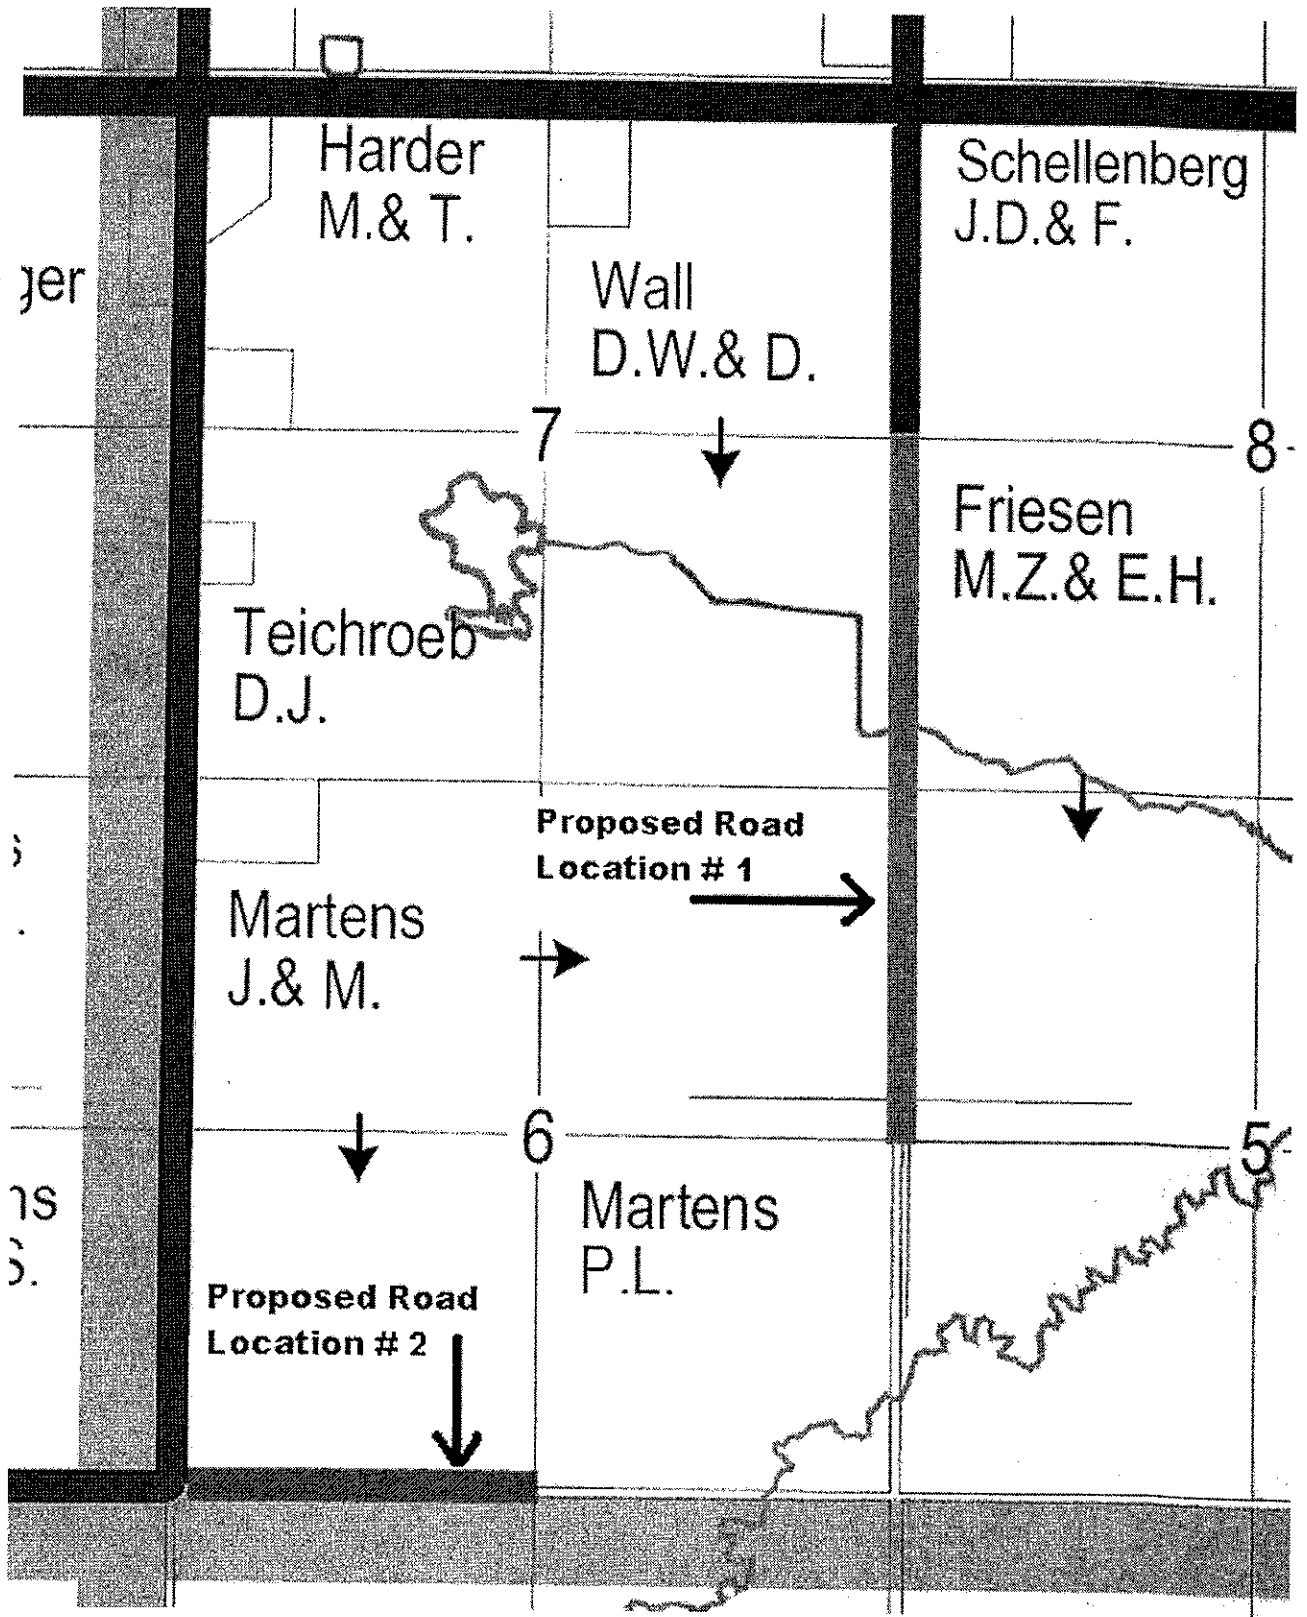 Harder
M.& T.
Schellenberg
J.D.& F.
ger
Wall
D.W.& D.
7
8
Friesen
M.Z.& E.H.
Teichroeb
D.J.
Proposed Road
Location # 1
s
.
Martens
J.& M.
6
5
ns
S.
Martens
P.L.
Proposed Road
Location # 2